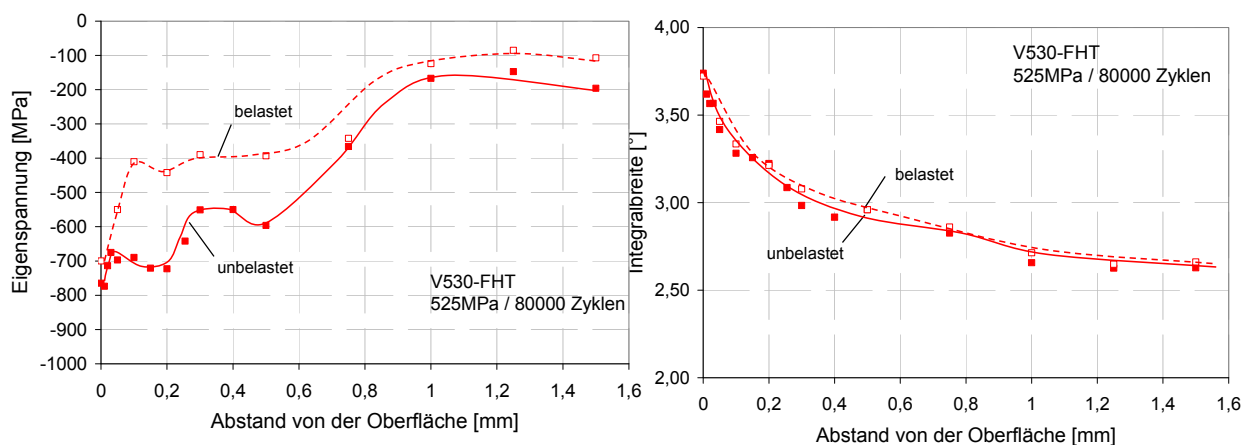 0
-100
-200
-300
-400
-500
-600
-700
-800
-900
-1000
Eigenspannung [MPa]
belastet
unbelastet
V530-FHT
525MPa / 80000 Zyklen
0 0,2 0,4 0,6 0,8 1 1,2 1,4 1,6
Abstand von der Oberfläche [mm]
4,00
3,50
3,00
2,50
2,00
Integralbreite [°]
V530-FHT
525MPa / 80000 Zyklen
belastet
unbelastet
0 0,2 0,4 0,6 0,8 1 1,2 1,4 1,6
Abstand von der Oberfläche [mm]